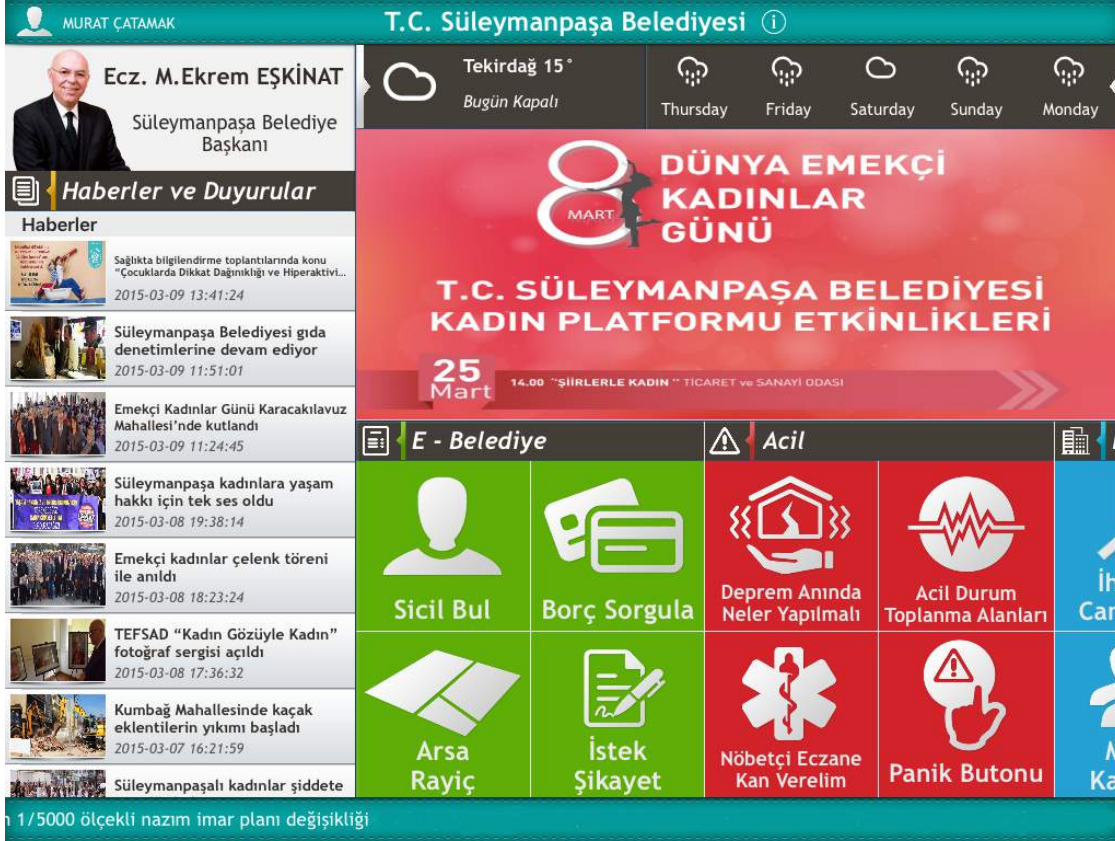 MURAT ÇATAMAK
T.C. Süleymanpaşa Belediyesi
Ecz. M.Ekrem EŞKİNAT
Süleymanpaşa Belediye
Başkanı
Tekirdağ 15°
Bugün Kapalı
Thursday
Friday
Saturday
Sunday
Monday
Haberler ve Duyurular
Haberler
Sağlıkta bilgilendirme toplantılarında konu
“Çocuklarda Dikkat Dağınıklığı ve Hiperaktivi...
2015-03-09 13:41:24
Süleymanpaşa Belediyesi gıda
denetimlerine devam ediyor
2015-03-09 11:51:01
Emekçi Kadınlar Günü Karacakılavuz
Mahallesi’nde kutlandı
2015-03-09 11:24:45
Süleymanpaşa kadınlara yaşam
hakkı için tek ses oldu
2015-03-08 19:38:14
Emekçi kadınlar çelenk töreni
ile anıldı
2015-03-08 18:23:24
TEFSAD “Kadın Gözüyle Kadın”
fotoğraf sergisi açıldı
2015-03-08 17:36:32
Kumbağ Mahallesinde kaçak
eklentilerin yıkımı başladı
2015-03-07 16:21:59
Süleymanpaşalı kadınlar şiddete
8
MART
DÜNYA EMEKÇİ
KADINLAR
GÜNÜ
T.C. SÜLEYMANPAŞA BELEDİYESİ
KADIN PLATFORMU ETKİNLİKLERİ
25
Mart
14.00 "ŞİİRLERLE KADIN " TİCARET ve SANAYİ ODASI
E - Belediye
Acil
Sicil Bul
Borç Sorgula
Deprem Anında
Neler Yapılmalı
Acil Durum
Toplanma Alanları
Arsa
Rayiç
İstek
Şikayet
Nöbetçi Eczane
Kan Verelim
Panik Butonu
1/5000 ölçekli nazım imar planı değişikliği